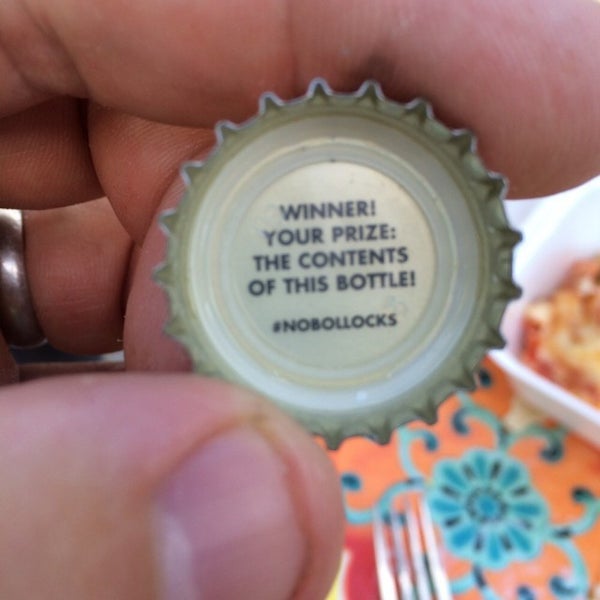 WINNER!
YOUR PRIZE:
THE CONTENTS
OF THIS BOTTLE!
#NOBOLLOCKS